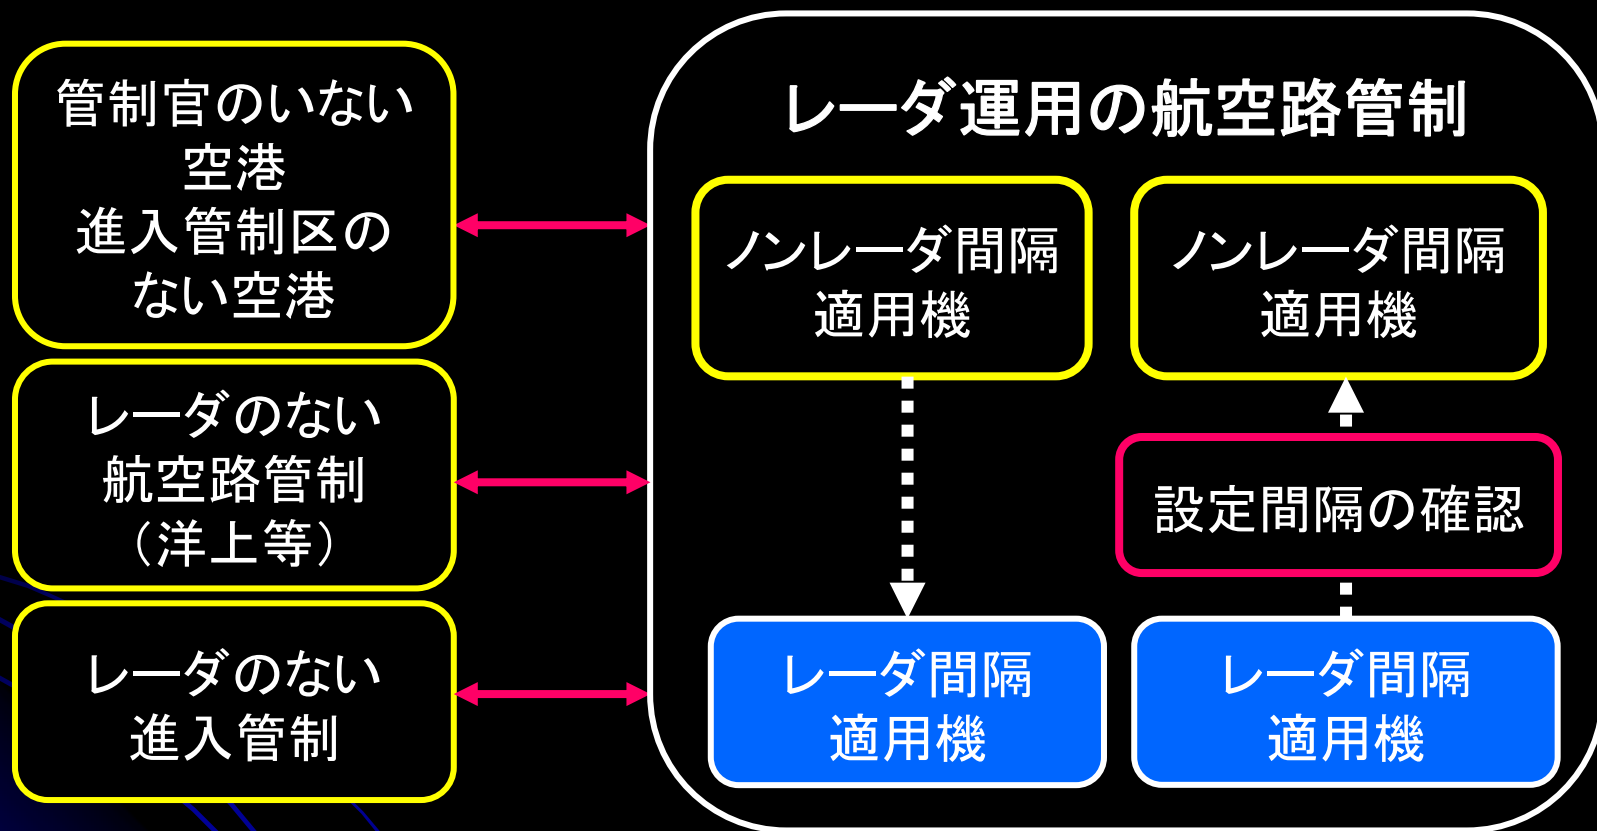 管制官のいない
空港
進入管制区の
ない空港
レーダのない
航空路管制
（洋上等）
レーダのない
進入管制
レーダ運用の航空路管制
ノンレーダ間隔
適用機
ノンレーダ間隔
適用機
設定間隔の確認
レーダ間隔
適用機
レーダ間隔
適用機